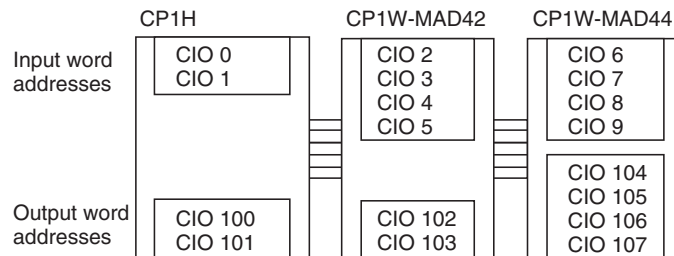 CP1H
CP1W-MAD42
CP1W-MAD44
Input word
addresses
CIO 0
CIO 1
CIO 2
CIO 3
CIO 4
CIO 5
CIO 6
CIO 7
CIO 8
CIO 9
Output word
addresses
CIO 100
CIO 101
CIO 102
CIO 103
CIO 104
CIO 105
CIO 106
CIO 107